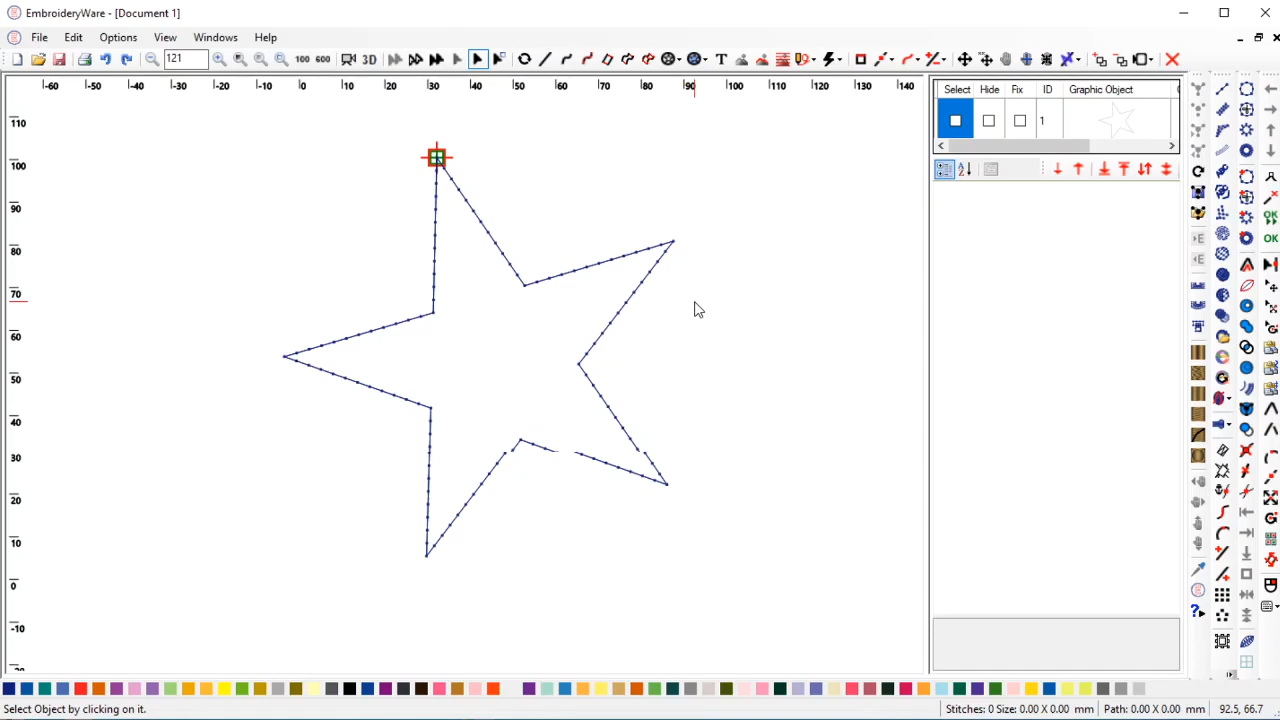 EmbroideryWare - [Document 1]
File Edit Options View Windows Help
121 100 600 3D T
-60 -50 -40 -30 -20 -10 0 10 20 30 40 50 60 70 80 90 100 110 120 130 140
110
100
90
80
70
60
50
40
30
20
10
0
-10
Select Hide Fix ID Graphic Object
1
OK
OK
Select Object by clicking on it. Stitches: 0 Size: 0.00 X 0.00 mm Path: 0.00 X 0.00 mm 92.5, 66.7